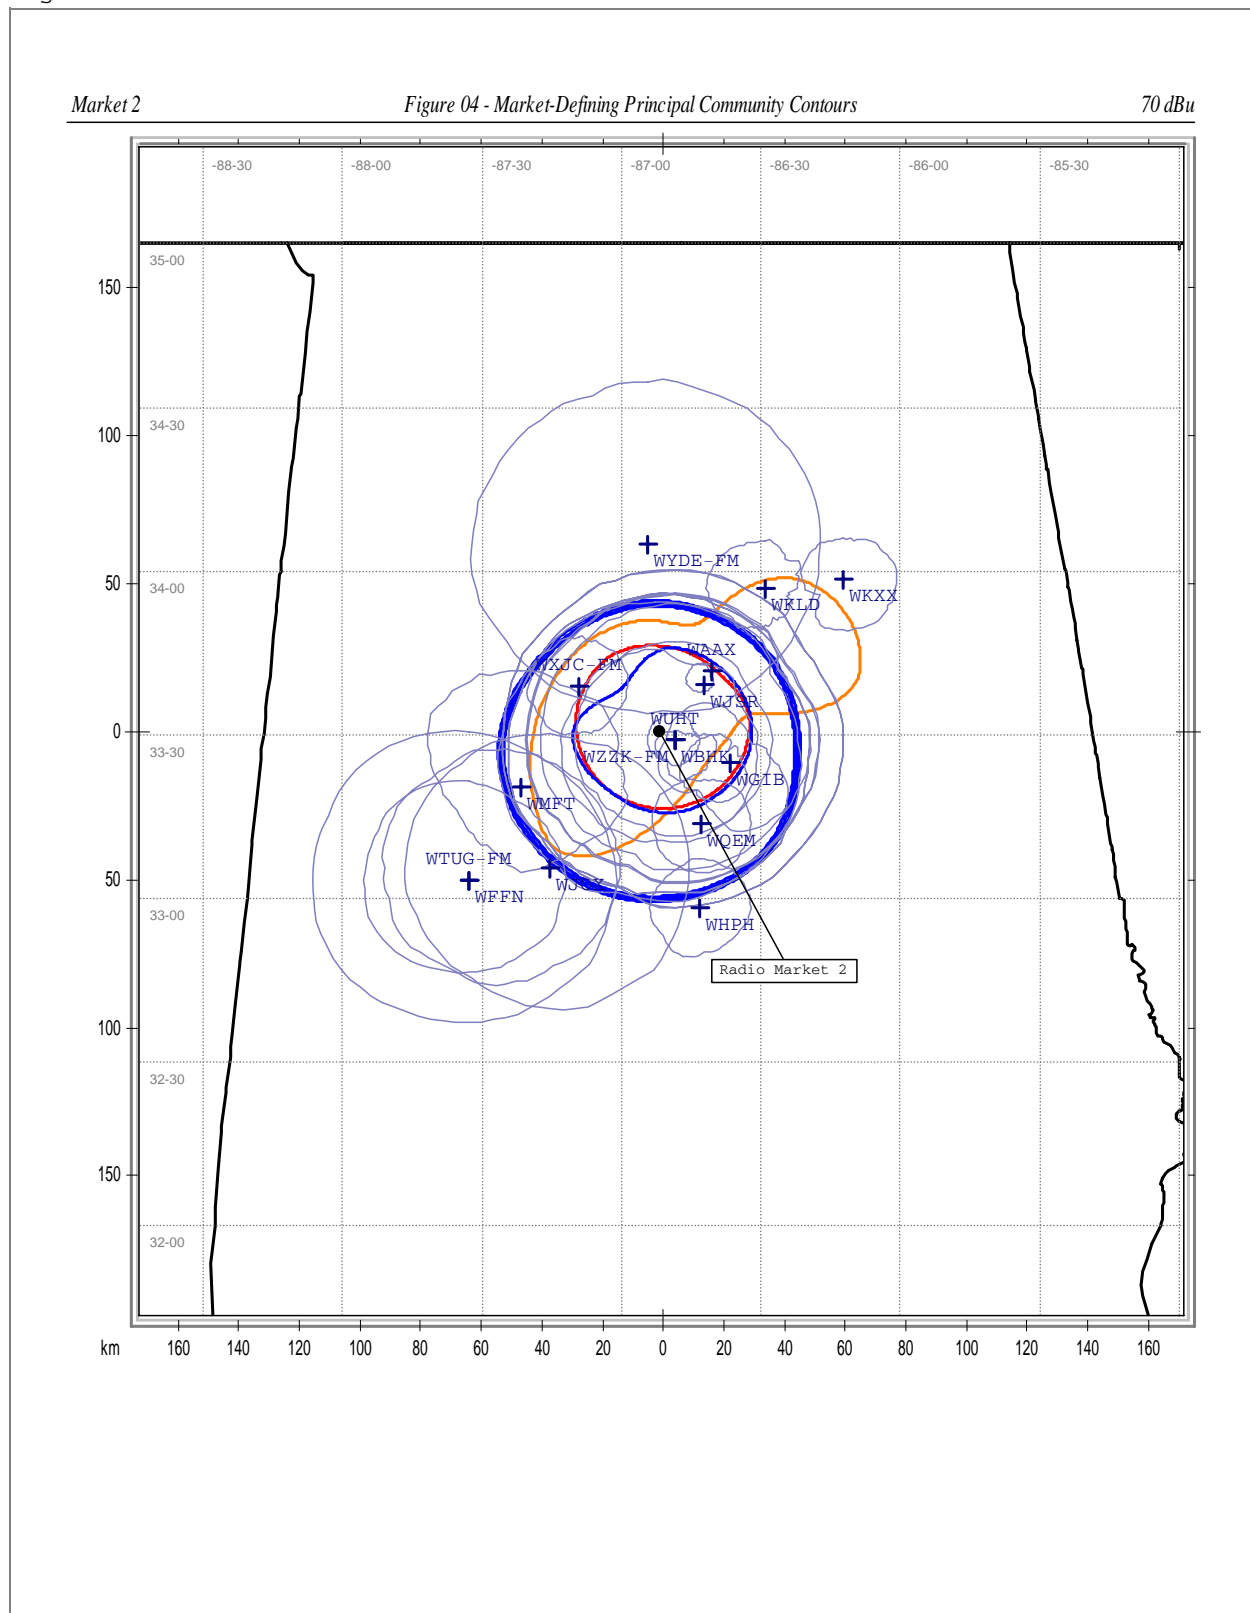 Market 2 Figure 04 - Market-Defining Principal Community Contours 70 dBu
-88-30 -88-00 -87-30 -87-00 -86-30 -86-00 -85-30
35-00
150
34-30
100
34-00
WYDE-FM
50
WKLD WKXX
WAAX
WXJC-FM
WJSR
WUHT
0
33-30
WZZK-FM WBHK
WGIB
WMFT
WQEM
WTUG-FM
50
WFFN
33-00
WHPH
Radio Market 2
100
32-30
150
32-00
km 160 140 120 100 80 60 40 20 0 20 40 60 80 100 120 140 160